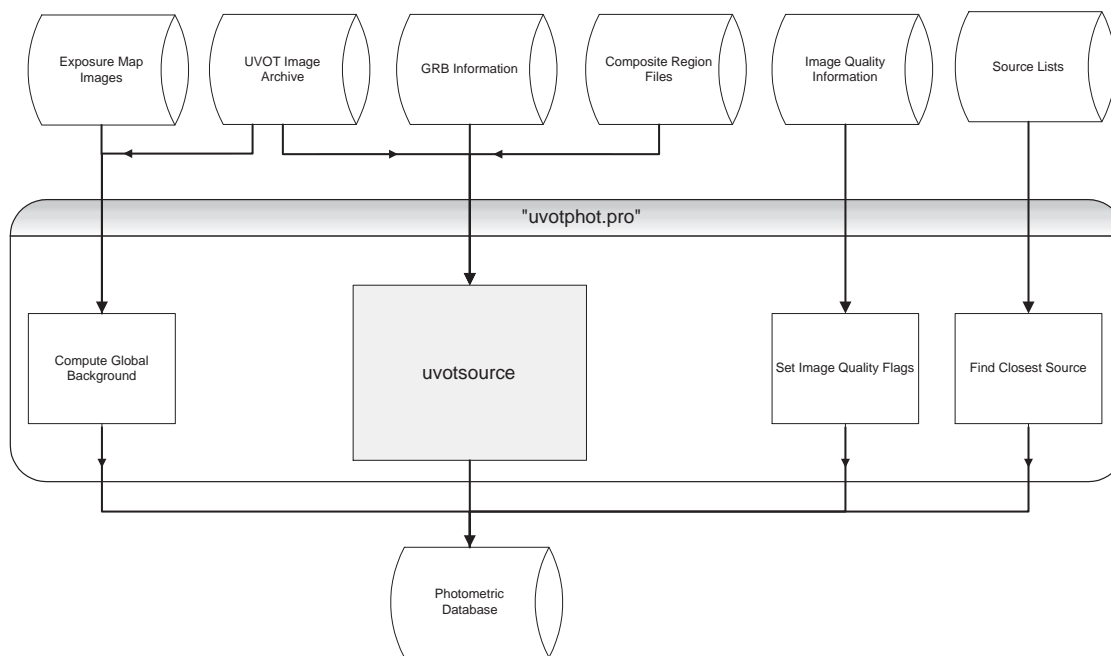 Exposure Map
Images
UVOT Image
Archive
GRB Information
Composite Region
Files
Image Quality
Information
Source Lists
"uvotphot.pro"
Compute Global
Background
uvotsource
Set Image Quality Flags
Find Closest Source
Photometric
Database